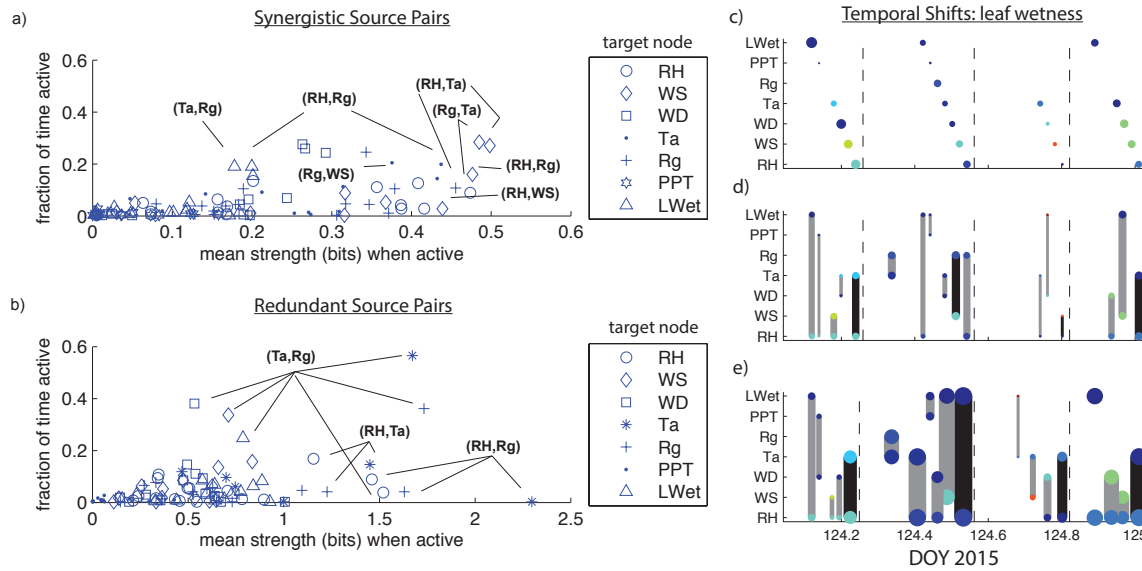 a)
Synergistic Source Pairs
0.6
0.4
0.2
0
fraction of time active
(Ta,Rg)
(RH,Rg)
(RH,Ta)
(Rg,Ta)
(Rg,WS)
(RH,Rg)
(RH,WS)
0 0.1 0.2 0.3 0.4 0.5 0.6
mean strength (bits) when active
target node
RH
WS
WD
Ta
Rg
PPT
LWet
b)
Redundant Source Pairs
0.6
0.4
0.2
0
fraction of time active
(Ta,Rg)
(RH,Ta)
(RH,Rg)
0 0.5 1 1.5 2 2.5
mean strength (bits) when active
target node
RH
WS
WD
Ta
Rg
PPT
LWet
c)
Temporal Shifts: leaf wetness
LWet
PPT
Rg
Ta
WD
WS
RH
d)
LWet
PPT
Rg
Ta
WD
WS
RH
e)
LWet
PPT
Rg
Ta
WD
WS
RH
124.2 124.4 124.6 124.8
DOY 2015